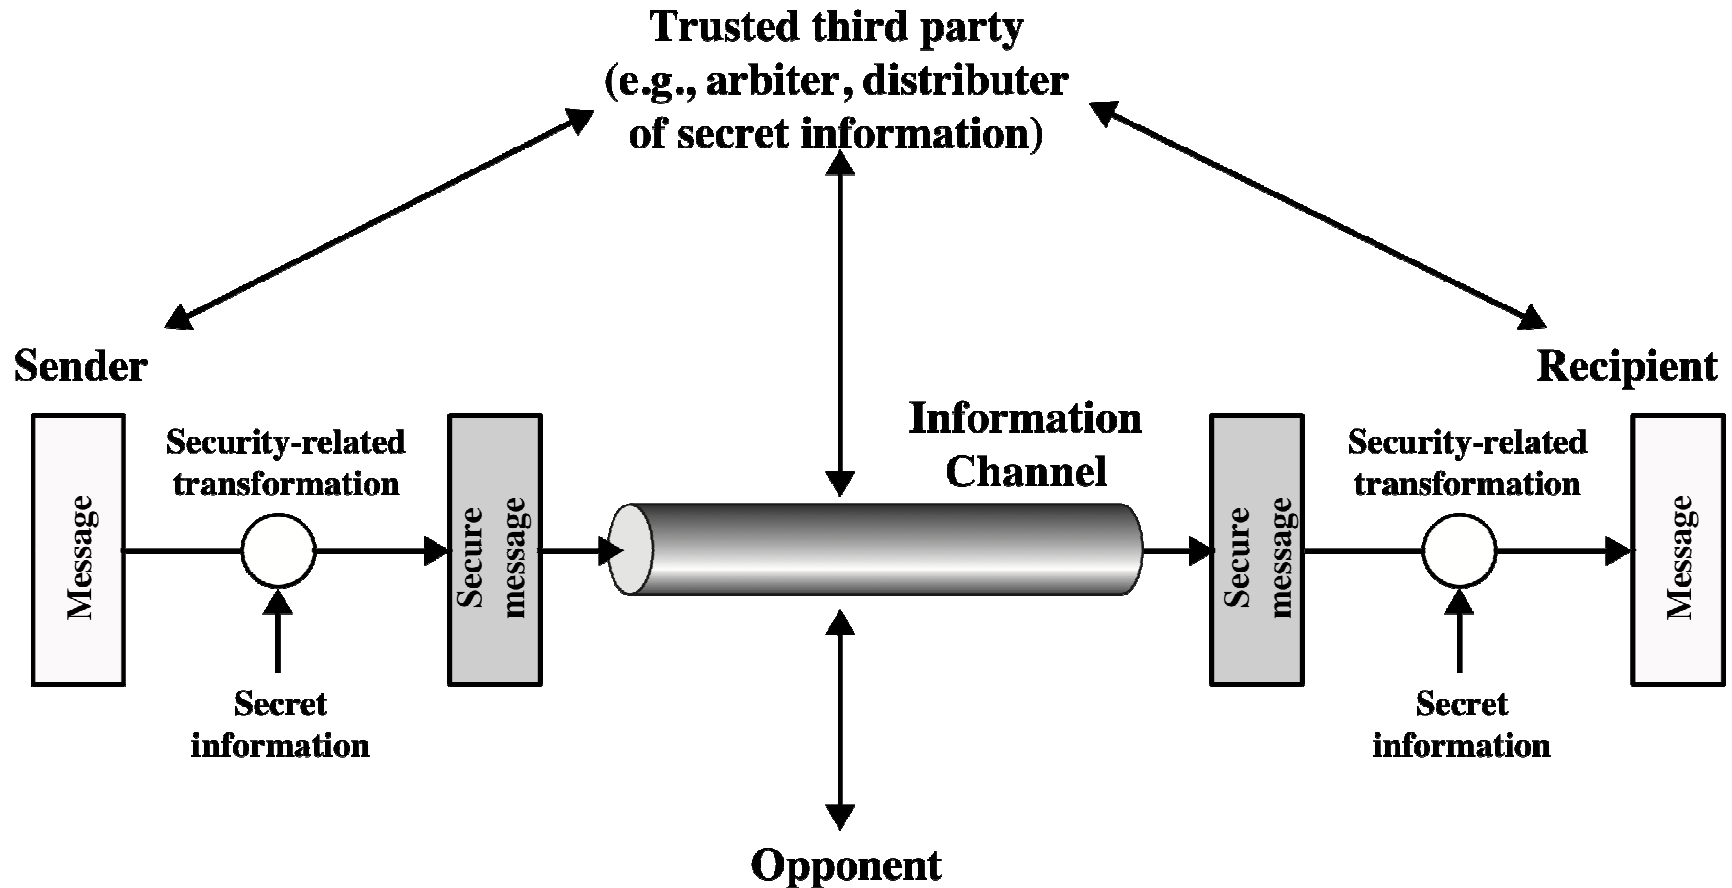 Trusted third party
(e.g., arbiter, distributer
of secret information)
Sender
Recipient
Information
Channel
Message
Security-related
transformation
Secret
information
Secure
message
Secure
message
Security-related
transformation
Secret
information
Message
Opponent